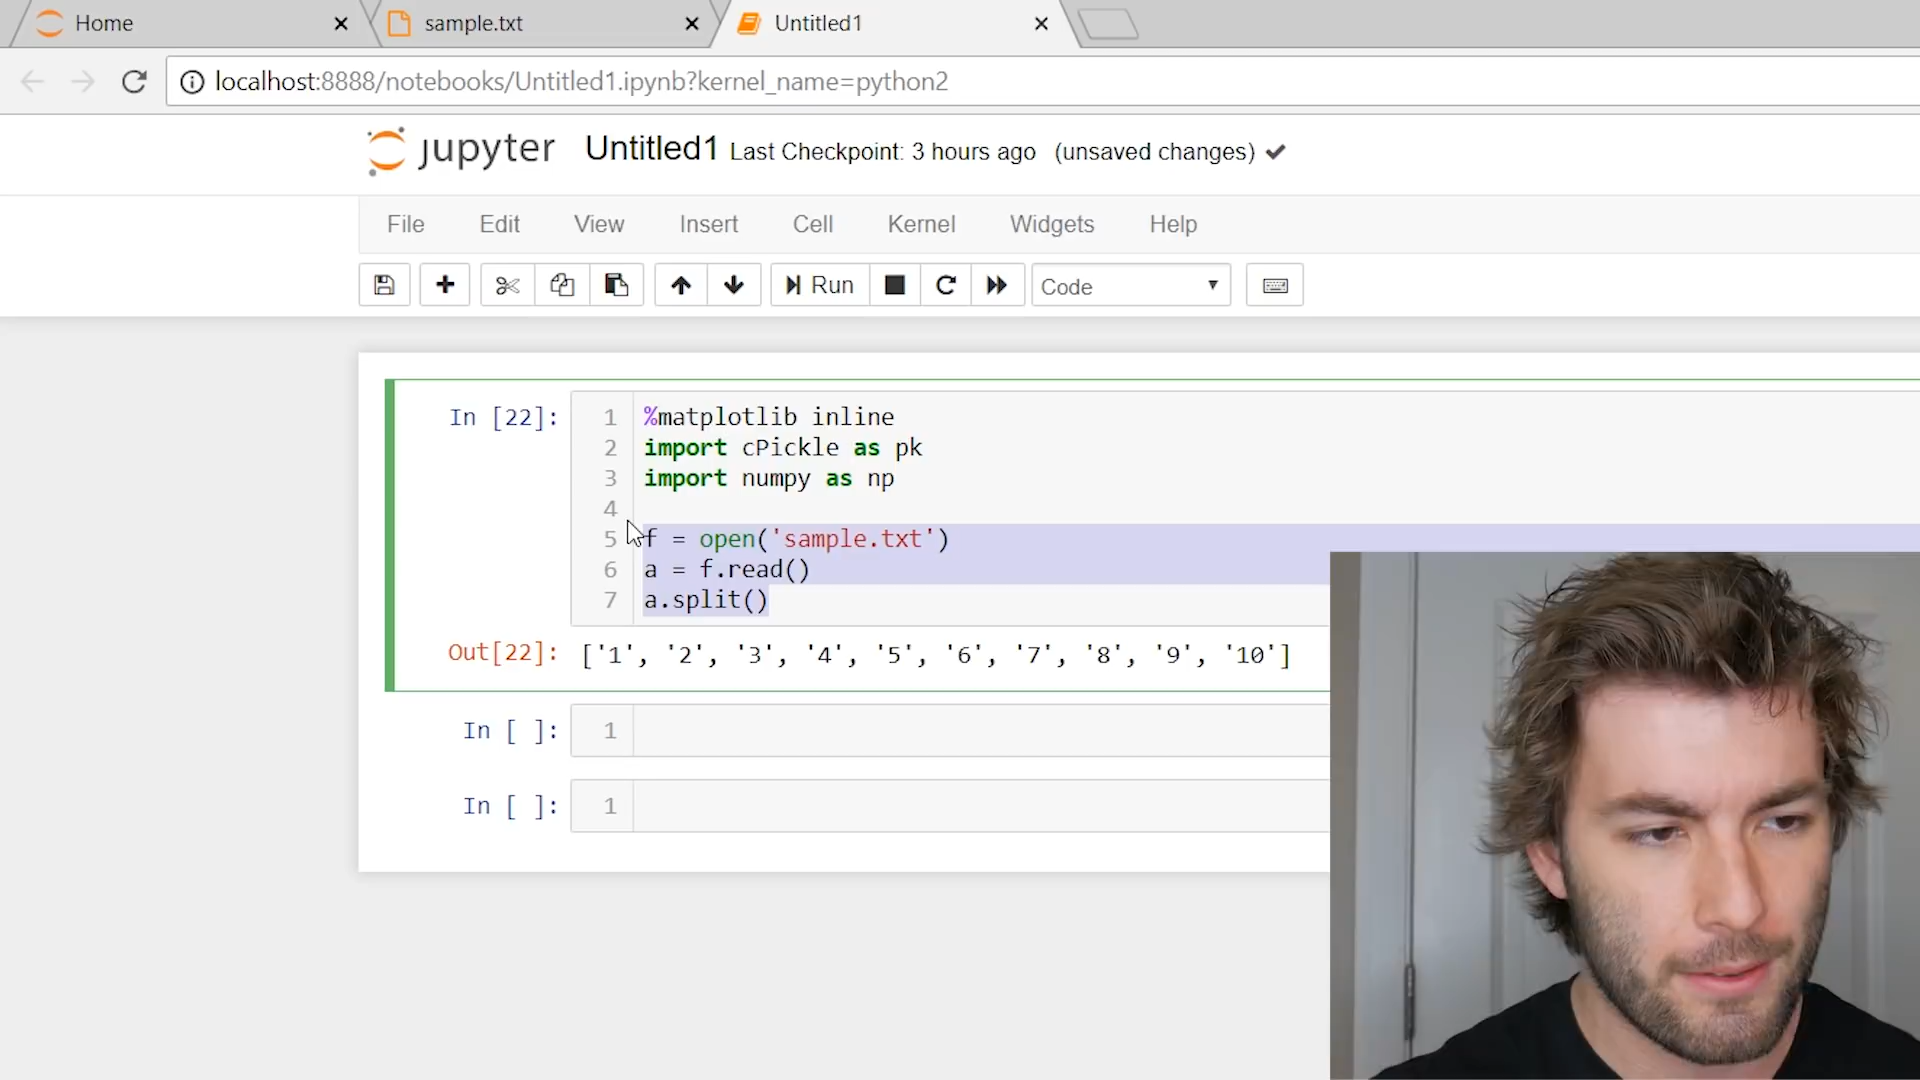 Home
sample.txt
Untitled1
localhost:8888/notebooks/Untitled1.ipynb?kernel_name=python2
jupyter Untitled1 Last Checkpoint: 3 hours ago (unsaved changes)
File Edit View Insert Cell Kernel Widgets Help
Run
Code
In [22]:
1 %matplotlib inline
2 import cPickle as pk
3 import numpy as np
4
5 f = open('sample.txt')
6 a = f.read()
7 a.split()
Out[22]: ['1', '2', '3', '4', '5', '6', '7', '8', '9', '10']
In [ ]: 1
In [ ]: 1